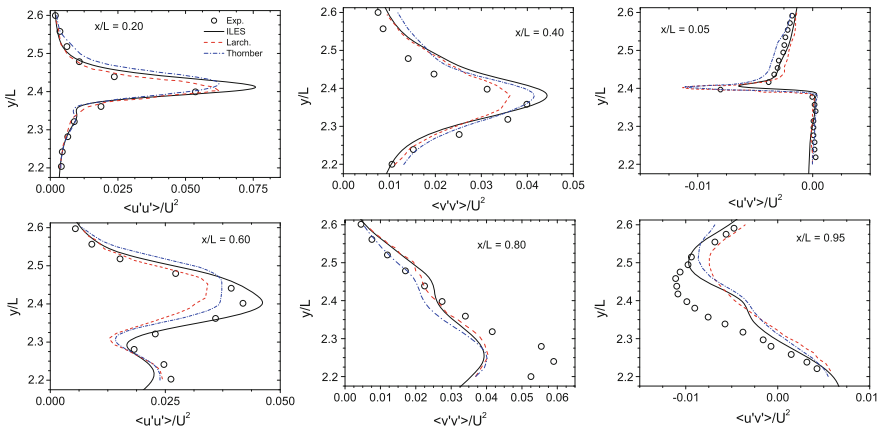 x/L = 0.20
Exp.
ILES
Larch.
Thornber
2.6
2.5
2.4
2.3
2.2
y/L
0.000 0.025 0.050 0.075
<u'u'>/U²
x/L = 0.40
2.6
2.5
2.4
2.3
2.2
y/L
0.00 0.01 0.02 0.03 0.04 0.05
<v'v'>/U²
x/L = 0.05
2.6
2.5
2.4
2.3
2.2
y/L
-0.01 0.00
<u'v'>/U²
x/L = 0.60
2.6
2.5
2.4
2.3
2.2
y/L
0.000 0.025 0.050
<u'u'>/U²
x/L = 0.80
2.6
2.5
2.4
2.3
2.2
y/L
0.00 0.01 0.02 0.03 0.04 0.05 0.06
<v'v'>/U²
x/L = 0.95
2.6
2.5
2.4
2.3
2.2
y/L
-0.01 0.00 0.01
<u'v'>/U²